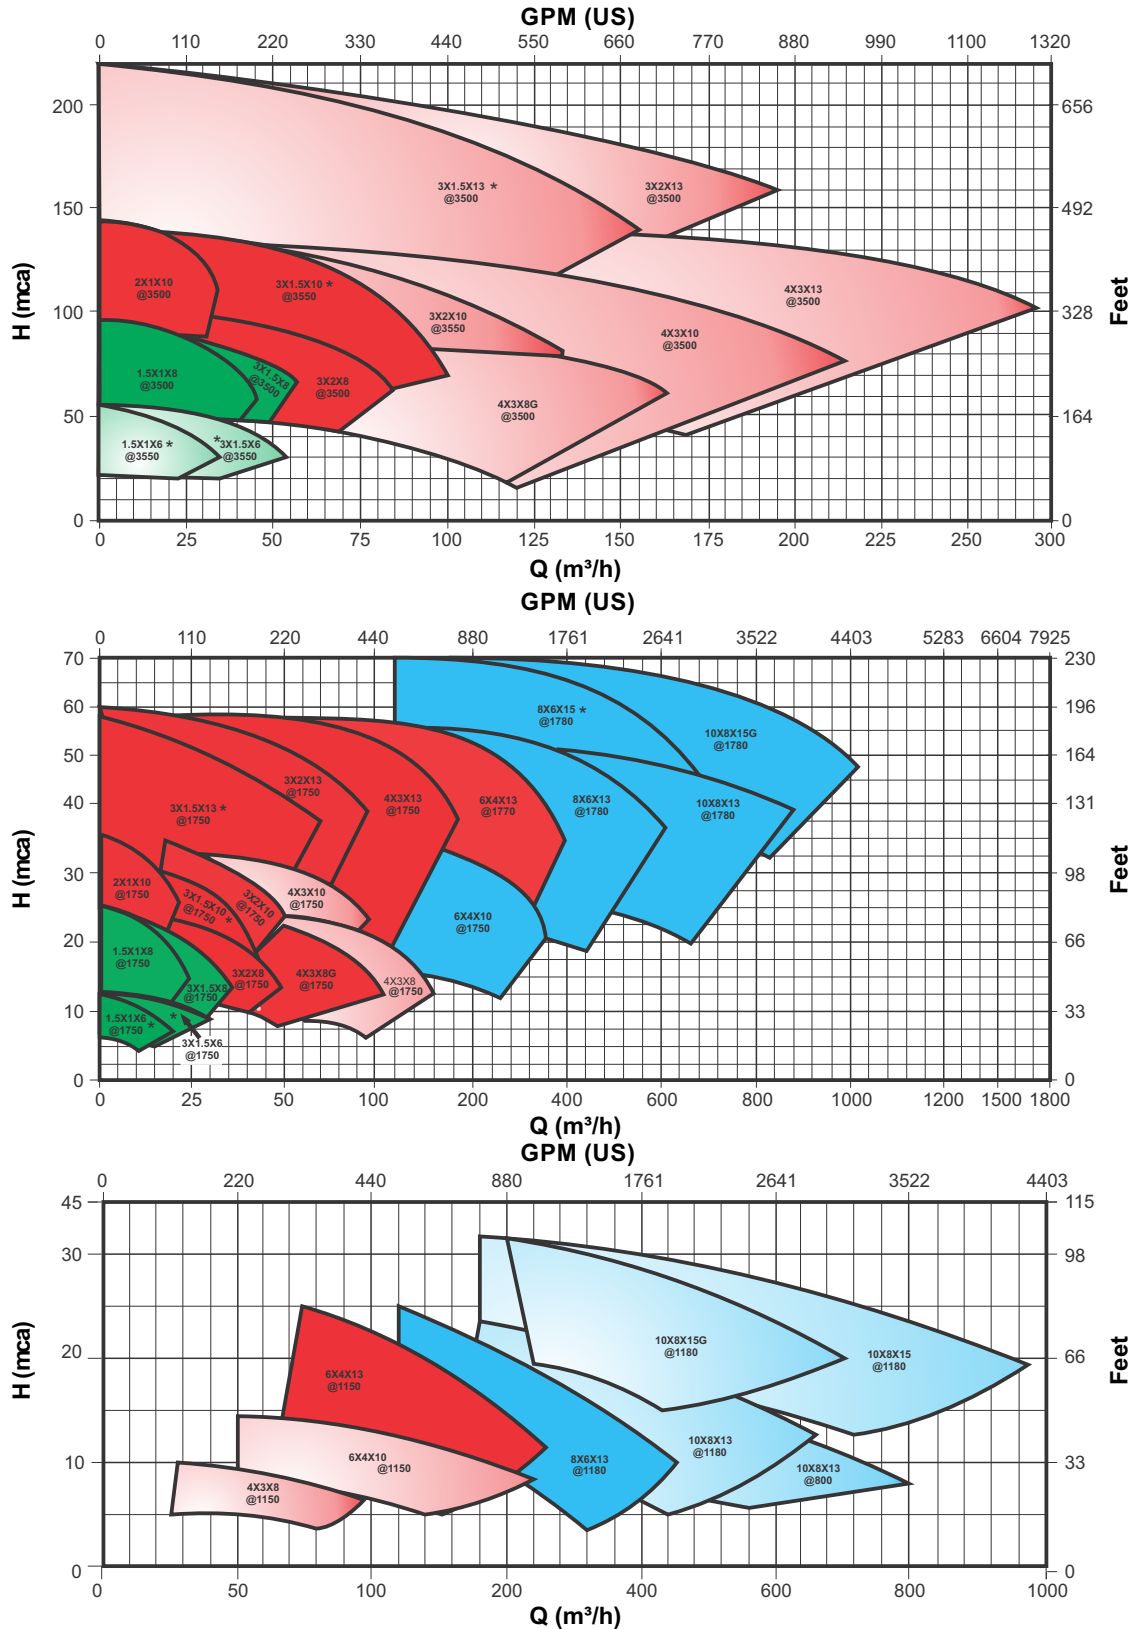 GPM (US)
0 110 220 330 440 550 660 770 880 990 1100 1320
200 656
3X1.5X13 *
@3500
3X2X13
@3500
150 492
2X1X10
@3500
3X1.5X10 *
@3550
4X3X13
@3500
H (mca)
Feet
100 328
3X2X10
@3550
4X3X10
@3500
1.5X1X8
@3500
3X1.5X8
@3500
3X2X8
@3500
4X3X8G
@3500
50 164
1.5X1X6 *
@3550
*3X1.5X6
@3550
0 0
0 25 50 75 100 125 150 175 200 225 250 300
Q (m³/h)
GPM (US)
0 110 220 440 880 1761 2641 3522 4403 5283 6604 7925
70 230
60 196
8X6X15 *
@1780
10X8X15G
@1780
50 164
3X2X13
@1750
4X3X13
@1750
6X4X13
@1770
8X6X13
@1780
10X8X13
@1780
40 131
3X1.5X13 *
@1750
H (mca)
Feet
30 98
2X1X10
@1750
3X1.5X10
@1750 *
3X2X10
@1750
4X3X10
@1750
6X4X10
@1750
20 66
1.5X1X8
@1750
3X1.5X8
@1750
3X2X8
@1750
4X3X8G
@1750
4X3X8
@1750
10 33
1.5X1X6
@1750 *
*
3X1.5X6
@1750
0 0
0 25 50 100 200 400 600 800 1000 1200 1500 1800
Q (m³/h)
GPM (US)
0 220 440 880 1761 2641 3522 4403
45 115
30 98
10X8X15G
@1180
10X8X15
@1180
20 66
H (mca)
Feet
6X4X13
@1150
6X4X10
@1150
8X6X13
@1180
10X8X13
@1180
10X8X13
@800
10 33
4X3X8
@1150
0 0
0 50 100 200 400 600 800 1000
Q (m³/h)